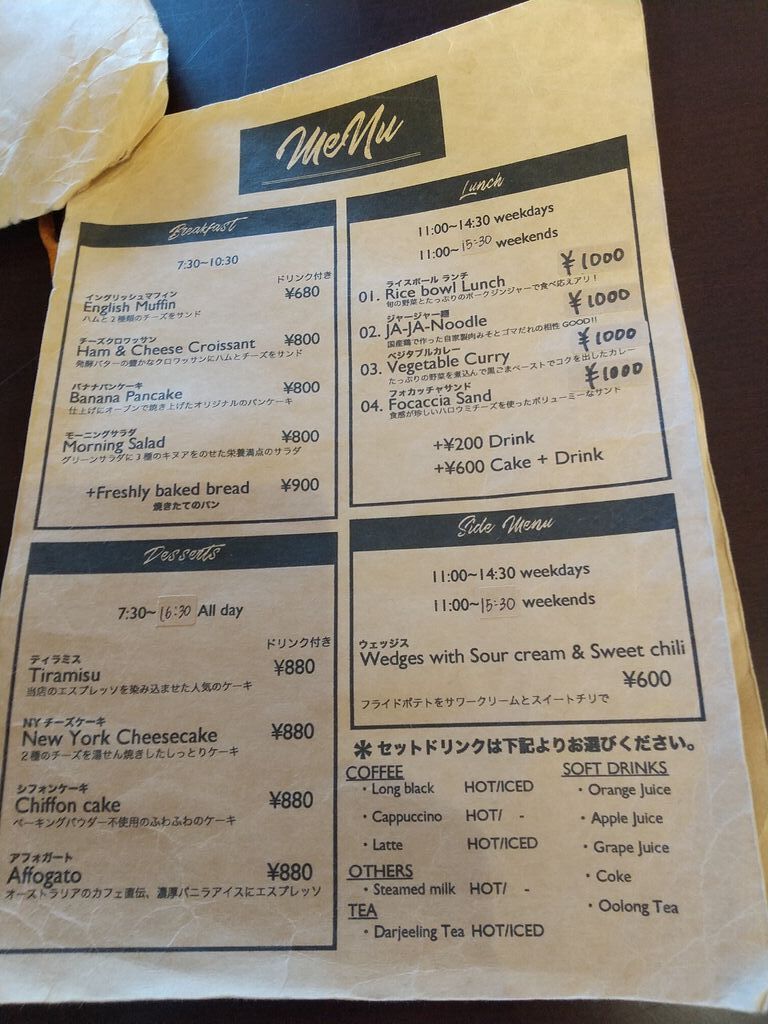 MeNu
Breakfast
7:30~10:30
ドリンク付き
イングリッシュマフィン
English Muffin ¥680
ハムと2種類のチーズをサンド
チーズクロワッサン
Ham & Cheese Croissant ¥800
発酵バターの豊かなクロワッサンにハムとチーズをサンド
バナナパンケーキ
Banana Pancake ¥800
仕上げにオーブンで焼き上げたオリジナルのパンケーキ
モーニングサラダ
Morning Salad ¥800
グリーンサラダに3種のキヌアをのせた栄養満点のサラダ
+Freshly baked bread ¥900
焼きたてのパン
Desserts
7:30~16:30 All day
ドリンク付き
ティラミス
Tiramisu ¥880
当店のエスプレッソを染み込ませた人気のケーキ
NY チーズケーキ
New York Cheesecake ¥880
2種のチーズを湯せん焼きしたしっとりケーキ
シフォンケーキ
Chiffon cake ¥880
ベーキングパウダー不使用のふわふわのケーキ
アフォガート
Affogato ¥880
オーストラリアのカフェ直伝、濃厚バニラアイスにエスプレッソ
Lunch
11:00~14:30 weekdays
11:00~15:30 weekends
ライスボール ランチ
01. Rice bowl Lunch ¥1000
旬の野菜とたっぷりのポークジンジャーで食べ応えアリ!
ジャージャー麺
02. JA-JA-Noodle ¥1000
国産鶏で作った自家製肉みそとゴマだれの相性 GOOD!!
ベジタブルカレー
03. Vegetable Curry ¥1000
たっぷりの野菜を煮込んで黒ごまペーストでコクを出したカレー
フォカッチャサンド
04. Focaccia Sand ¥1000
食感が珍しいハロウミチーズを使ったボリューミーなサンド
+¥200 Drink
+¥600 Cake + Drink
Side Menu
11:00~14:30 weekdays
11:00~15:30 weekends
ウェッジス
Wedges with Sour cream & Sweet chili
¥600
フライドポテトをサワークリームとスイートチリで
＊セットドリンクは下記よりお選びください。
COFFEE
・Long black HOT/ICED
・Cappuccino HOT/ -
・Latte HOT/ICED
OTHERS
・Steamed milk HOT/ -
TEA
・Darjeeling Tea HOT/ICED
SOFT DRINKS
・Orange Juice
・Apple Juice
・Grape Juice
・Coke
・Oolong Tea